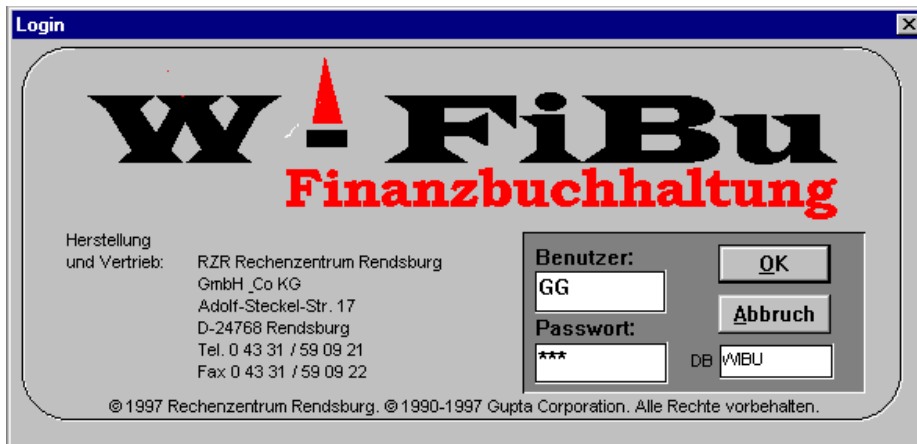 Login
W-FiBu
Finanzbuchhaltung
Herstellung
und Vertrieb:
RZR Rechenzentrum Rendsburg
GmbH _Co KG
Adolf-Steckel-Str. 17
D-24768 Rendsburg
Tel. 0 43 31 / 59 09 21
Fax 0 43 31 / 59 09 22
Benutzer:
GG
Passwort:
***
OK
Abbruch
DB WIBU
© 1997 Rechenzentrum Rendsburg. © 1990-1997 Gupta Corporation. Alle Rechte vorbehalten.